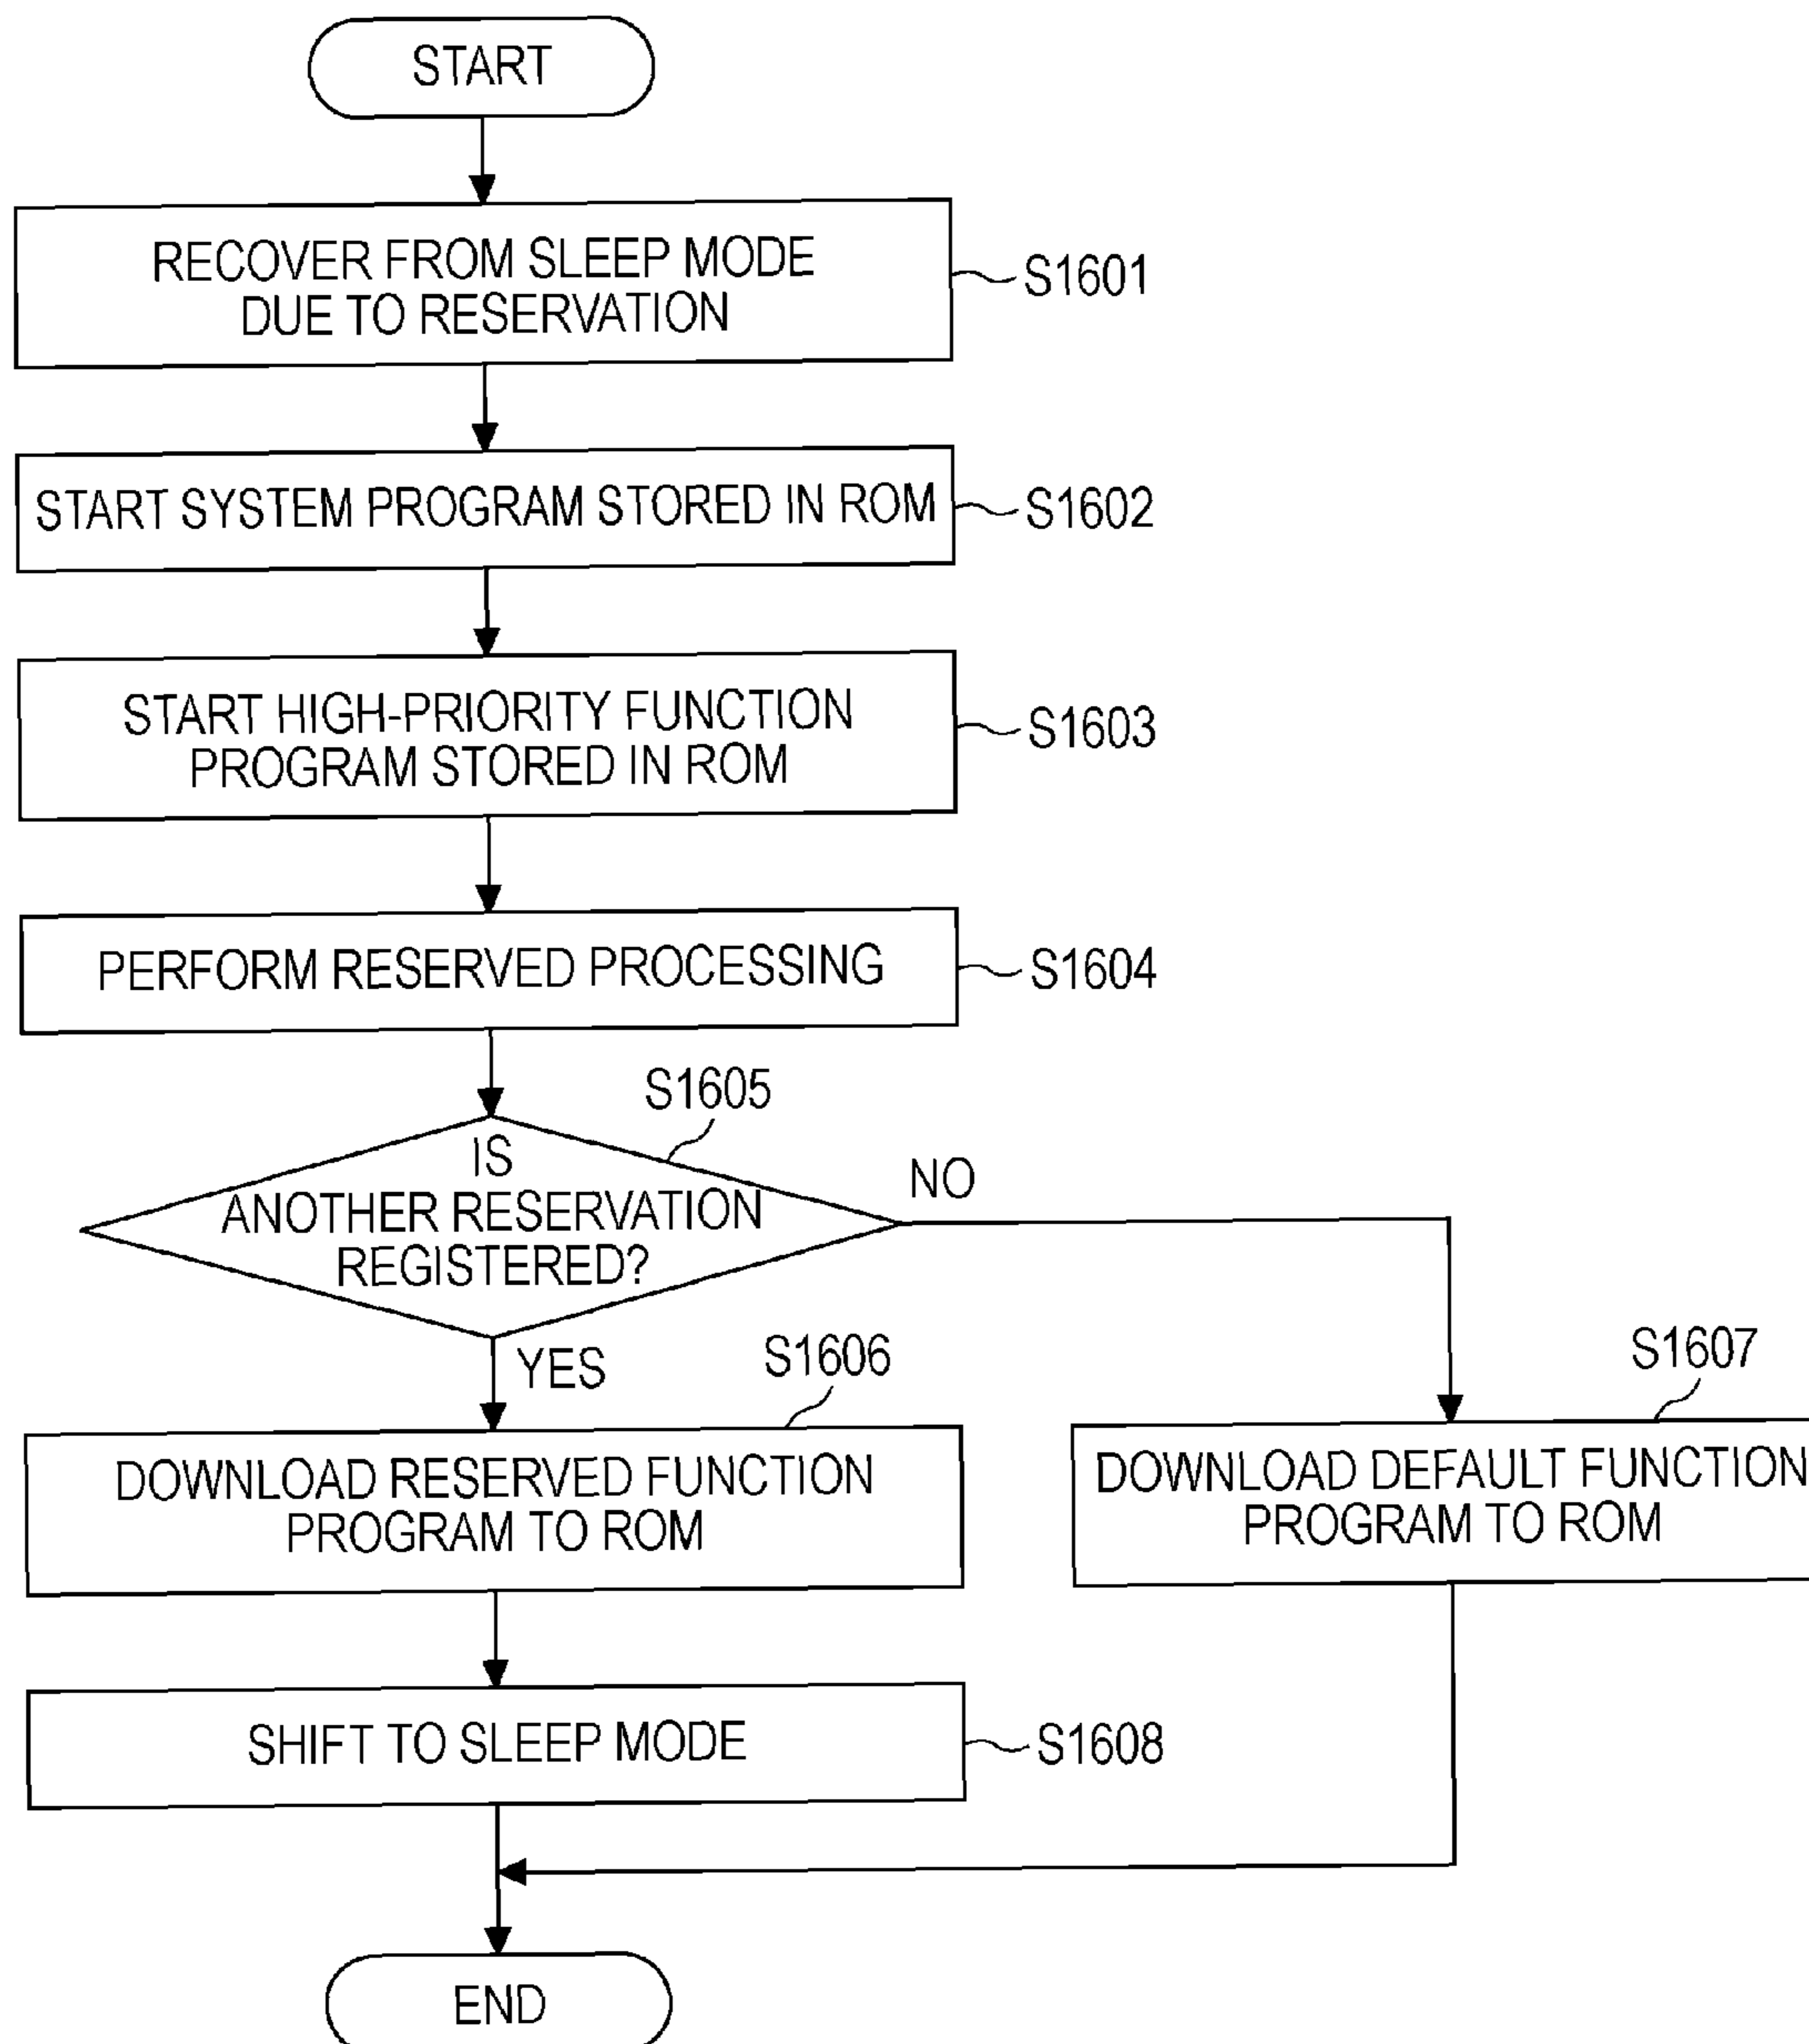 START
RECOVER FROM SLEEP MODE
DUE TO RESERVATION
S1601
START SYSTEM PROGRAM STORED IN ROM
S1602
START HIGH-PRIORITY FUNCTION
PROGRAM STORED IN ROM
S1603
PERFORM RESERVED PROCESSING
S1604
S1605
IS
ANOTHER RESERVATION
REGISTERED?
NO
YES
S1606
DOWNLOAD RESERVED FUNCTION
PROGRAM TO ROM
S1607
DOWNLOAD DEFAULT FUNCTION
PROGRAM TO ROM
SHIFT TO SLEEP MODE
S1608
END